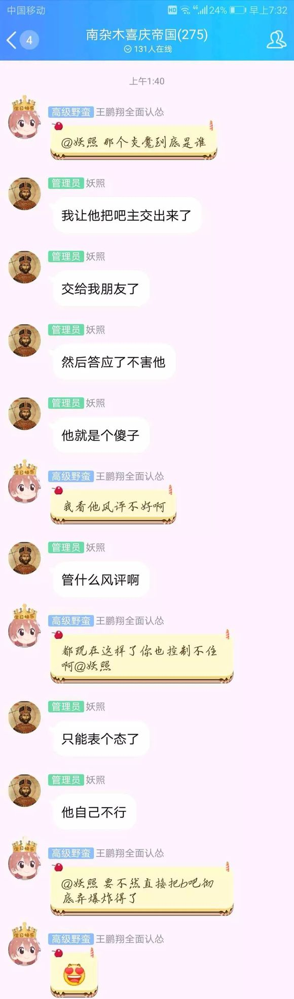 中国移动 HD 4G 24% 早上7:32
4 南杂木喜庆帝国(275)
131人在线
上午1:40
生日快乐
高级野蛮 王鹏翔全面认怂
@妖照 那个炎魔到底是谁
管理员 妖照
我让他把吧主交出来了
管理员 妖照
交给我朋友了
管理员 妖照
然后答应了不害他
管理员 妖照
他就是个傻子
生日快乐
高级野蛮 王鹏翔全面认怂
我看他风评不好啊
管理员 妖照
管什么风评啊
生日快乐
高级野蛮 王鹏翔全面认怂
都现在这样了你也控制不住
啊@妖照
管理员 妖照
只能表个态了
管理员 妖照
他自己不行
生日快乐
高级野蛮 王鹏翔全面认怂
@妖照 要不然直接把b吧彻
底弄爆炸得了
生日快乐
高级野蛮 王鹏翔全面认怂